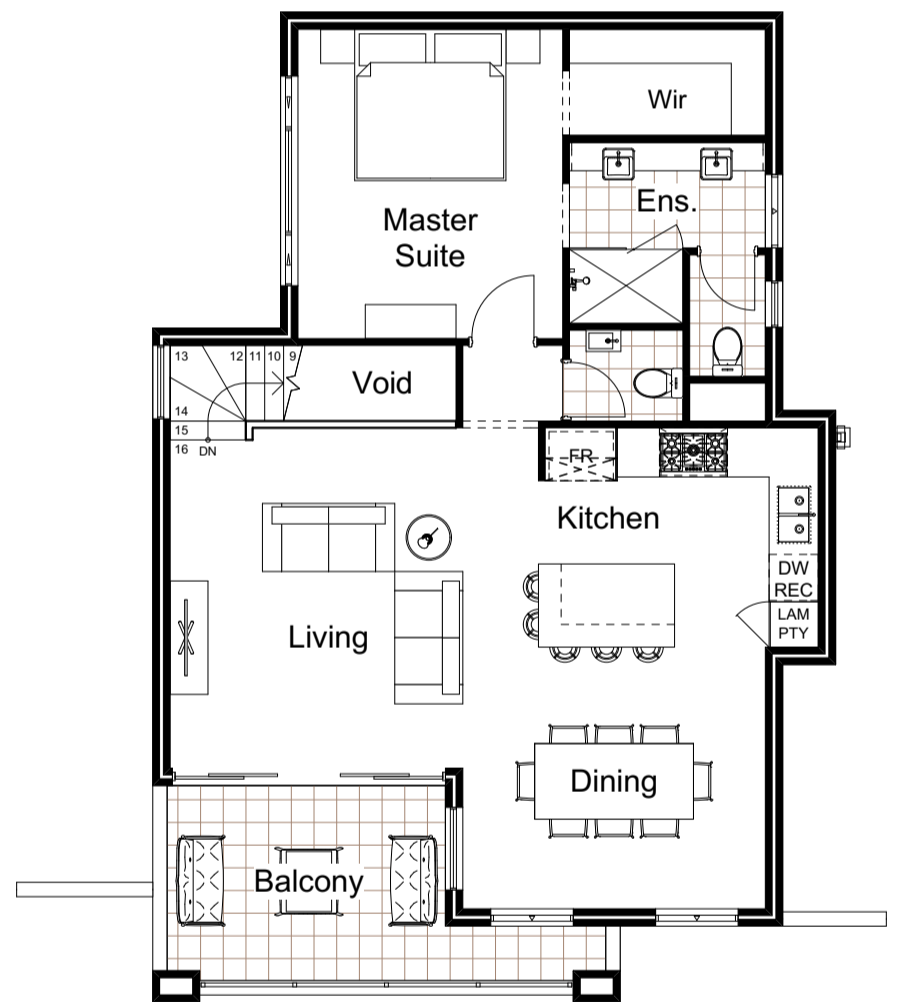 Wir
Ens.
Master
Suite
13
12
11
10
9
Void
14
15
16
DN
FR
Kitchen
DW
REC
LAM
PTY
Living
Dining
Balcony